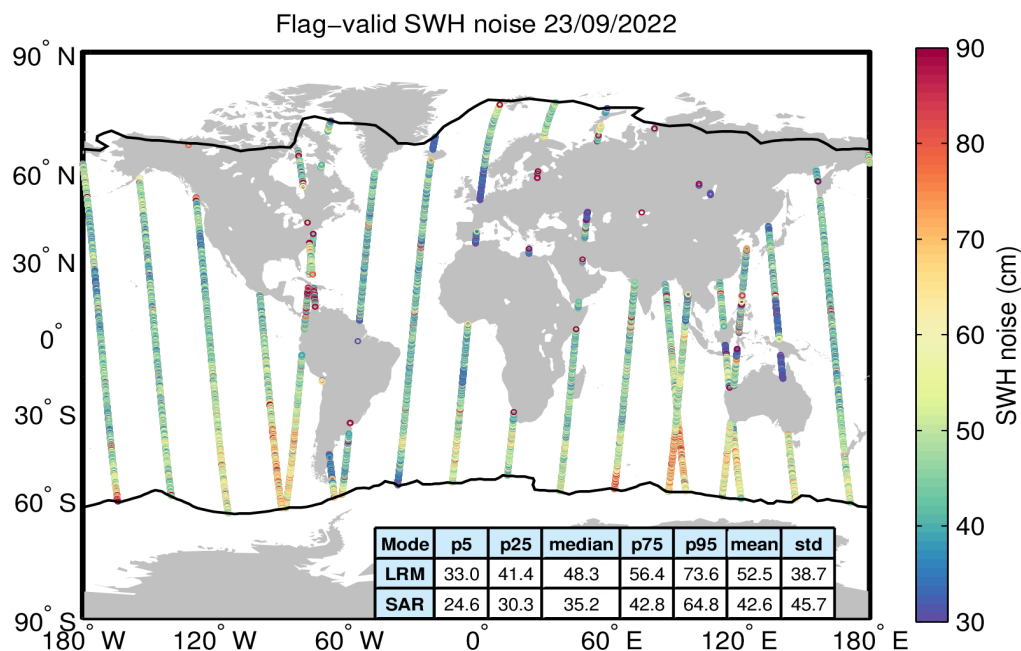 Flag−valid SWH noise 23/09/2022
90° N
60° N
30° N
0°
30° S
60° S
90° S
180° W
120° W
60° W
0°
60° E
120° E
180° E
Mode p5 p25 median p75 p95 mean std
LRM 33.0 41.4 48.3 56.4 73.6 52.5 38.7
SAR 24.6 30.3 35.2 42.8 64.8 42.6 45.7
90
80
70
60
50
40
30
SWH noise (cm)